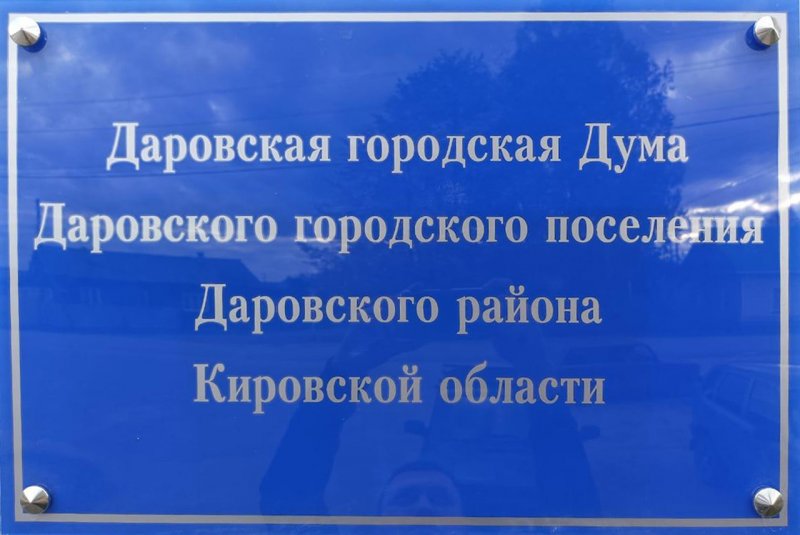 Даровская городская Дума
Даровского городского поселения
Даровского района
Кировской области